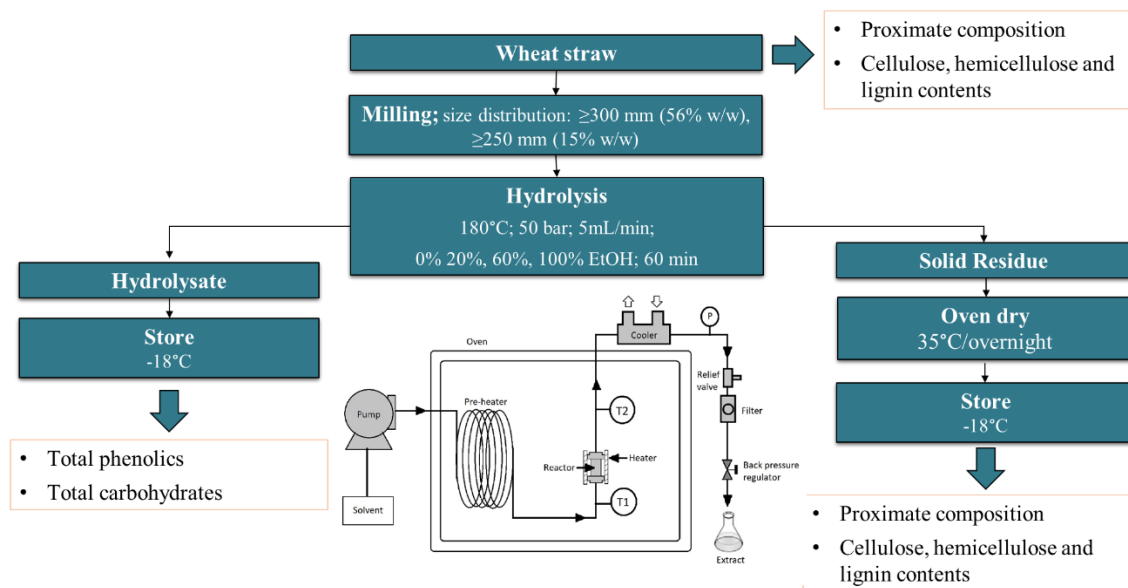 Wheat straw
• Proximate composition
• Cellulose, hemicellulose and
lignin contents
Milling; size distribution: ≥300 mm (56% w/w),
≥250 mm (15% w/w)
Hydrolysis
180°C; 50 bar; 5mL/min;
0% 20%, 60%, 100% EtOH; 60 min
Hydrolysate
Store
-18°C
• Total phenolics
• Total carbohydrates
Solid Residue
Oven dry
35°C/overnight
Store
-18°C
• Proximate composition
• Cellulose, hemicellulose and
lignin contents
Oven
Cooler
P
Relief
valve
Filter
Back pressure
regulator
Extract
Pre-heater
Pump
Solvent
T2
Heater
Reactor
T1